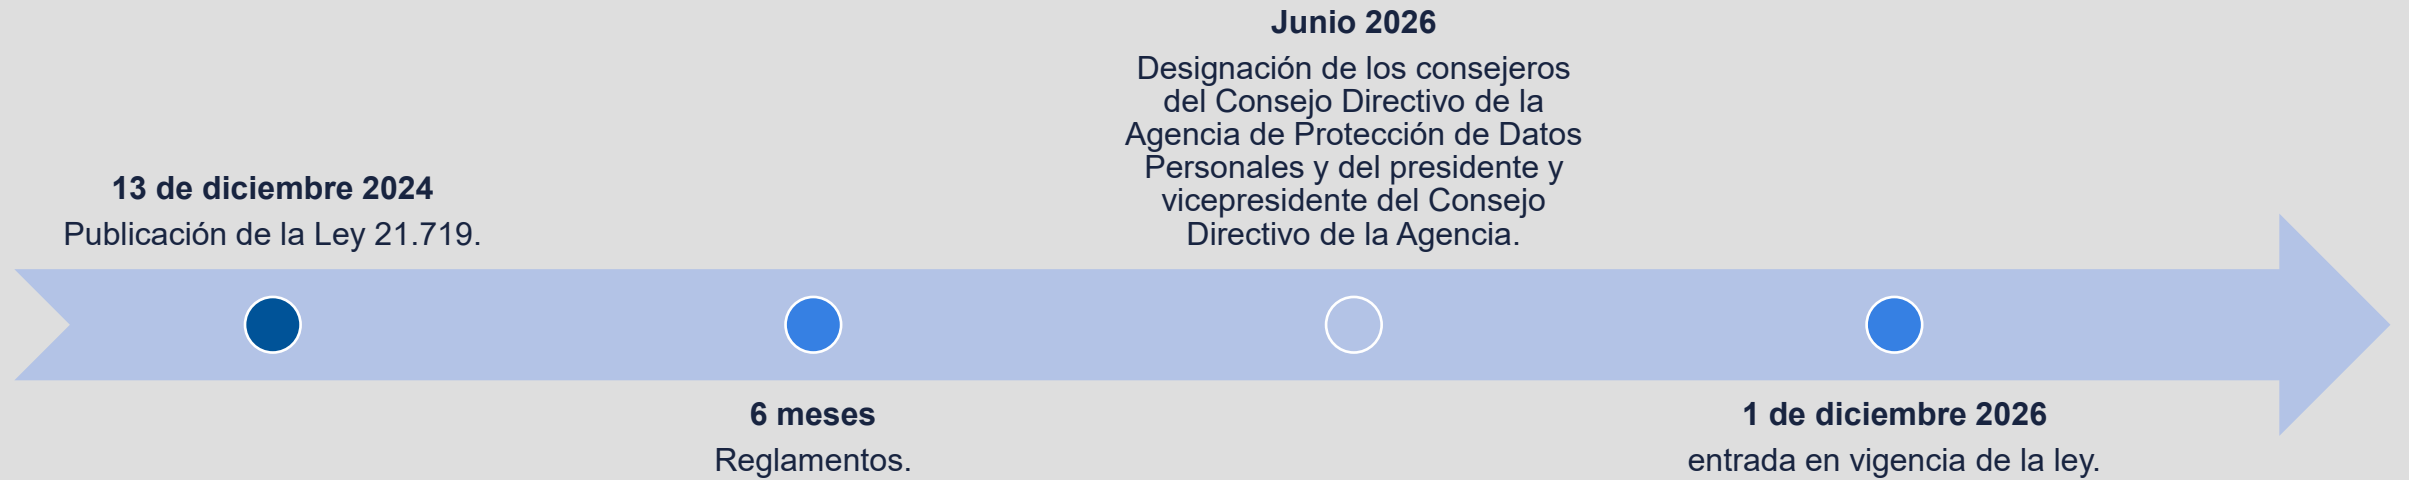 13 de diciembre 2024
Publicación de la Ley 21.719.
6 meses
Reglamentos.
Junio 2026
Designación de los consejeros
del Consejo Directivo de la
Agencia de Protección de Datos
Personales y del presidente y
vicepresidente del Consejo
Directivo de la Agencia.
1 de diciembre 2026
entrada en vigencia de la ley.